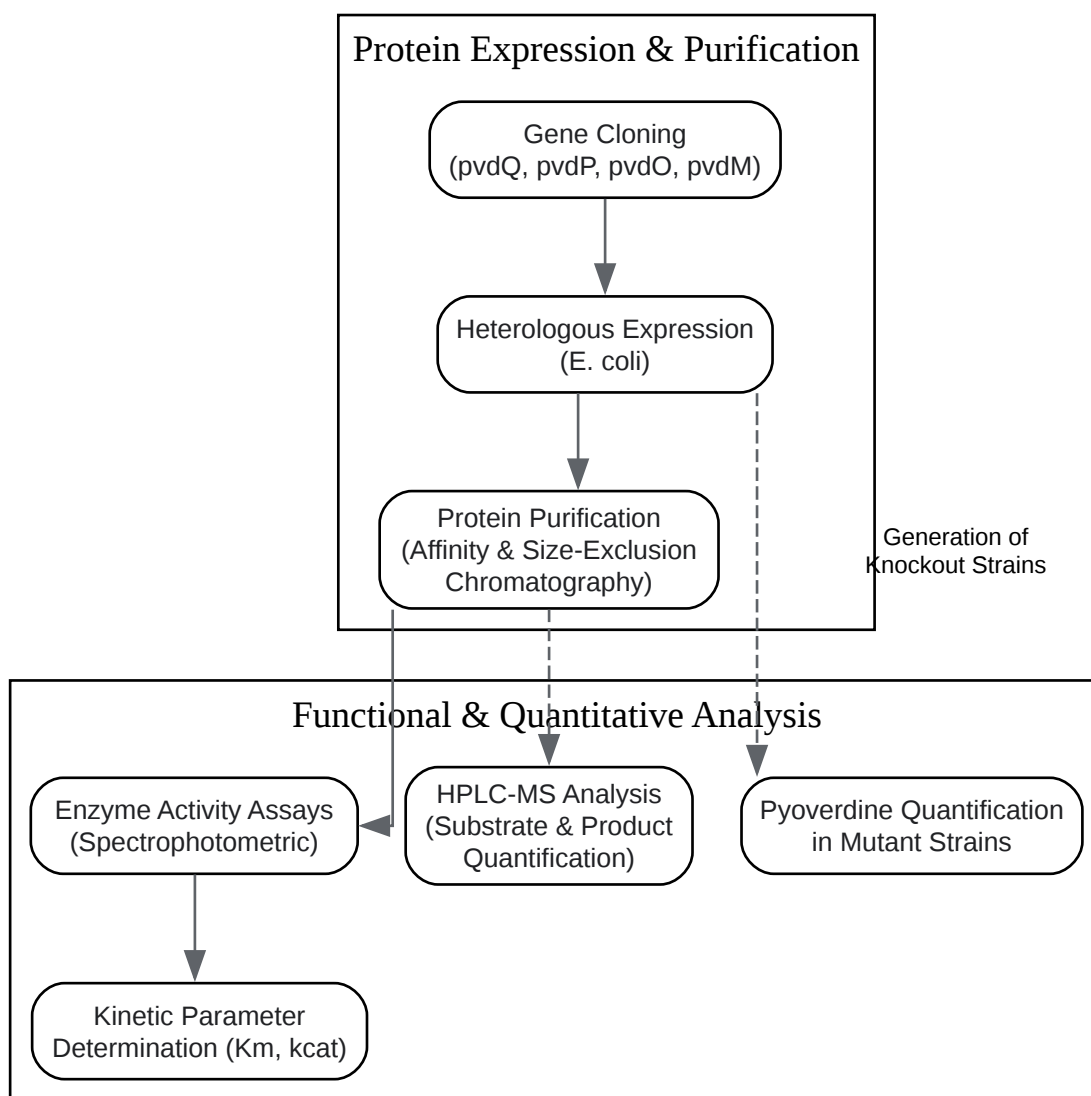 Protein Expression & Purification
Gene Cloning
(pvdQ, pvdP, pvdO, pvdM)
Heterologous Expression
(E. coli)
Protein Purification
(Affinity & Size-Exclusion
Chromatography)
Generation of
Knockout Strains
Functional & Quantitative Analysis
Enzyme Activity Assays
(Spectrophotometric)
HPLC-MS Analysis
(Substrate & Product
Quantification)
Pyoverdine Quantification
in Mutant Strains
Kinetic Parameter
Determination (Km, kcat)